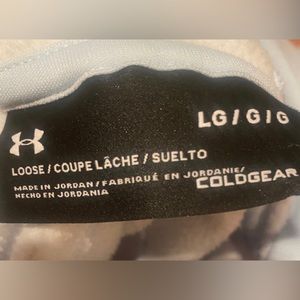 LG / G / G
LOOSE / COUPE LÂCHE / SUELTO
MADE IN JORDAN / FABRIQUÉ EN JORDANIE/
HECHO EN JORDANIA
COLDGEAR